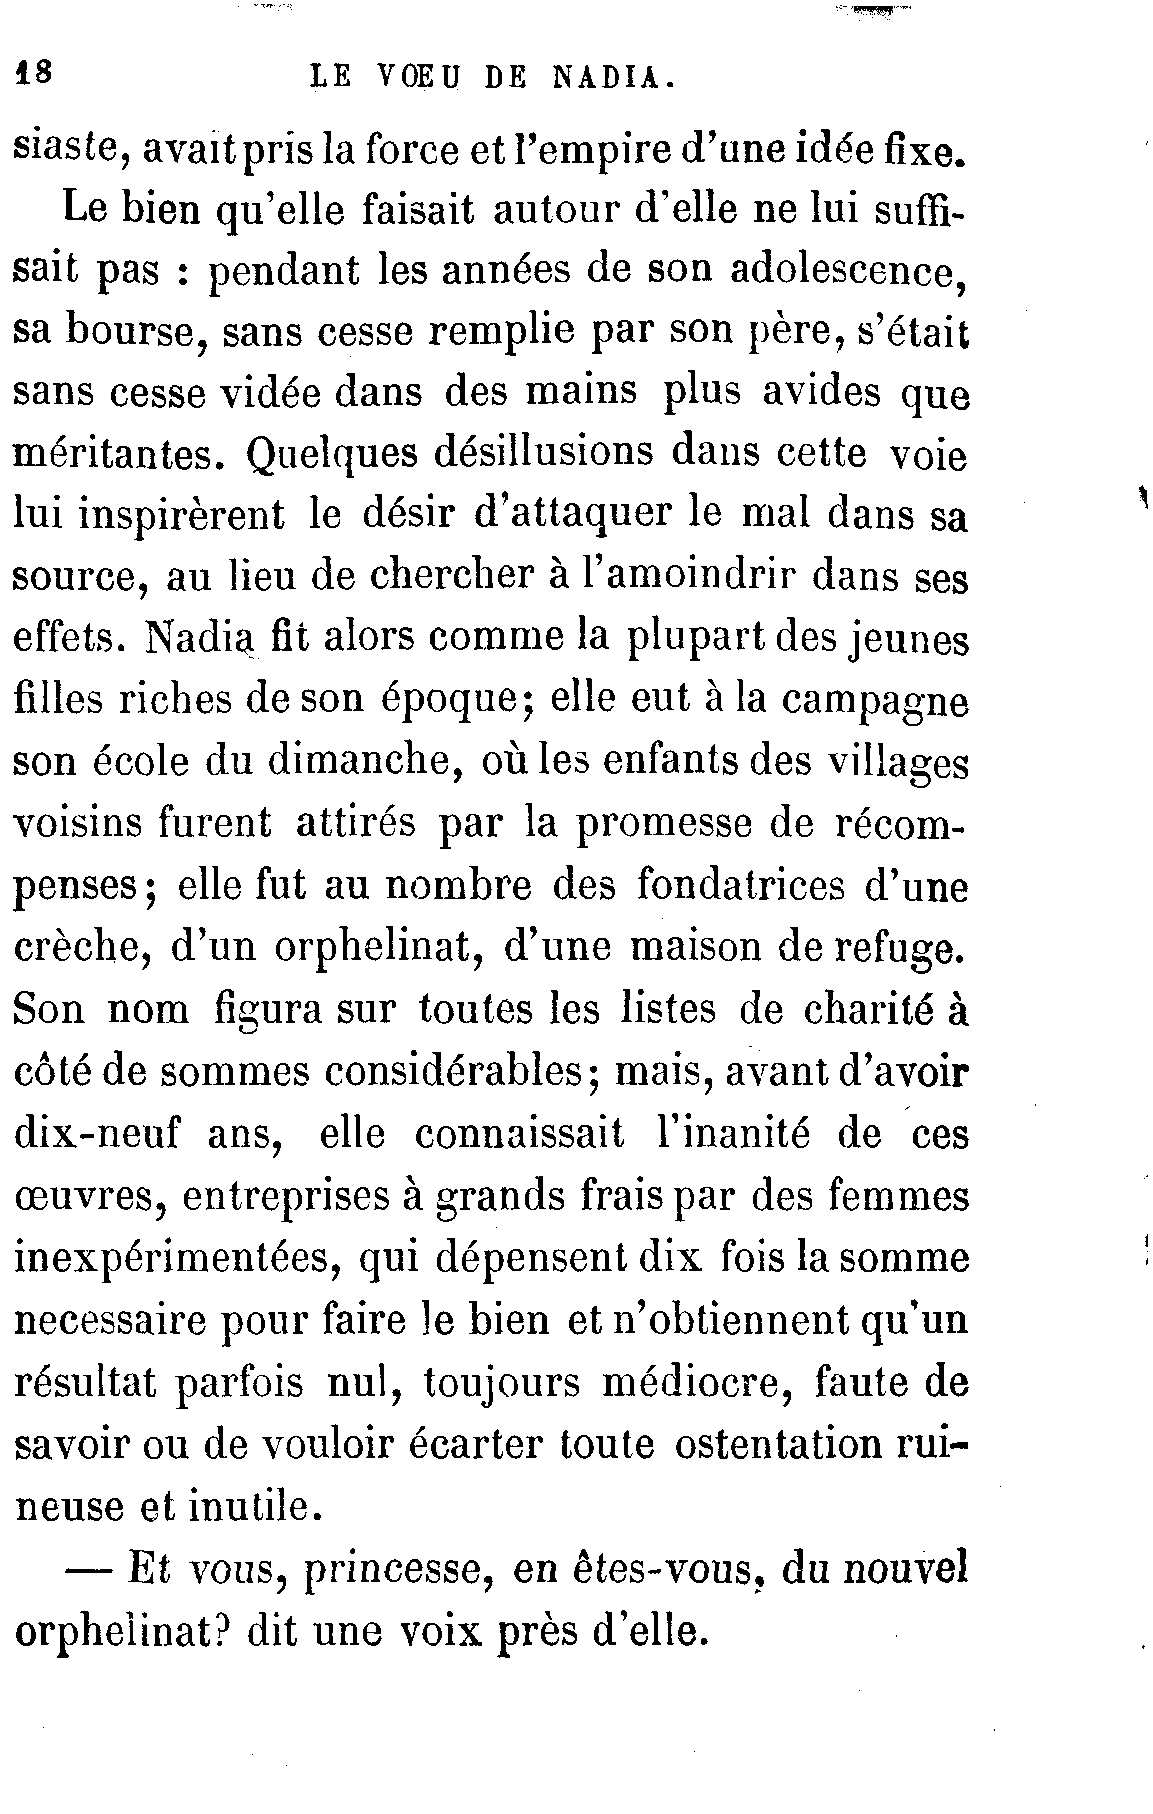 18 LE VŒU DE NADIA.
siaste, avait pris la force et l'empire d'une idée fixe.
Le bien qu'elle faisait autour d'elle ne lui suffi-
sait pas : pendant les années de son adolescence,
sa bourse, sans cesse remplie par son père, s'était
sans cesse vidée dans des mains plus avides que
méritantes. Quelques désillusions dans cette voie
lui inspirèrent le désir d'attaquer le mal dans sa
source, au lieu de chercher à l'amoindrir dans ses
effets. Nadia fit alors comme la plupart des jeunes
filles riches de son époque; elle eut à la campagne
son école du dimanche, où les enfants des villages
voisins furent attirés par la promesse de récom-
penses; elle fut au nombre des fondatrices d'une
crèche, d'un orphelinat, d'une maison de refuge.
Son nom figura sur toutes les listes de charité à
côté de sommes considérables; mais, avant d'avoir
dix-neuf ans, elle connaissait l'inanité de ces
œuvres, entreprises à grands frais par des femmes
inexpérimentées, qui dépensent dix fois la somme
necessaire pour faire le bien et n'obtiennent qu'un
résultat parfois nul, toujours médiocre, faute de
savoir ou de vouloir écarter toute ostentation rui-
neuse et inutile.
— Et vous, princesse, en êtes-vous, du nouvel
orphelinat? dit une voix près d'elle.